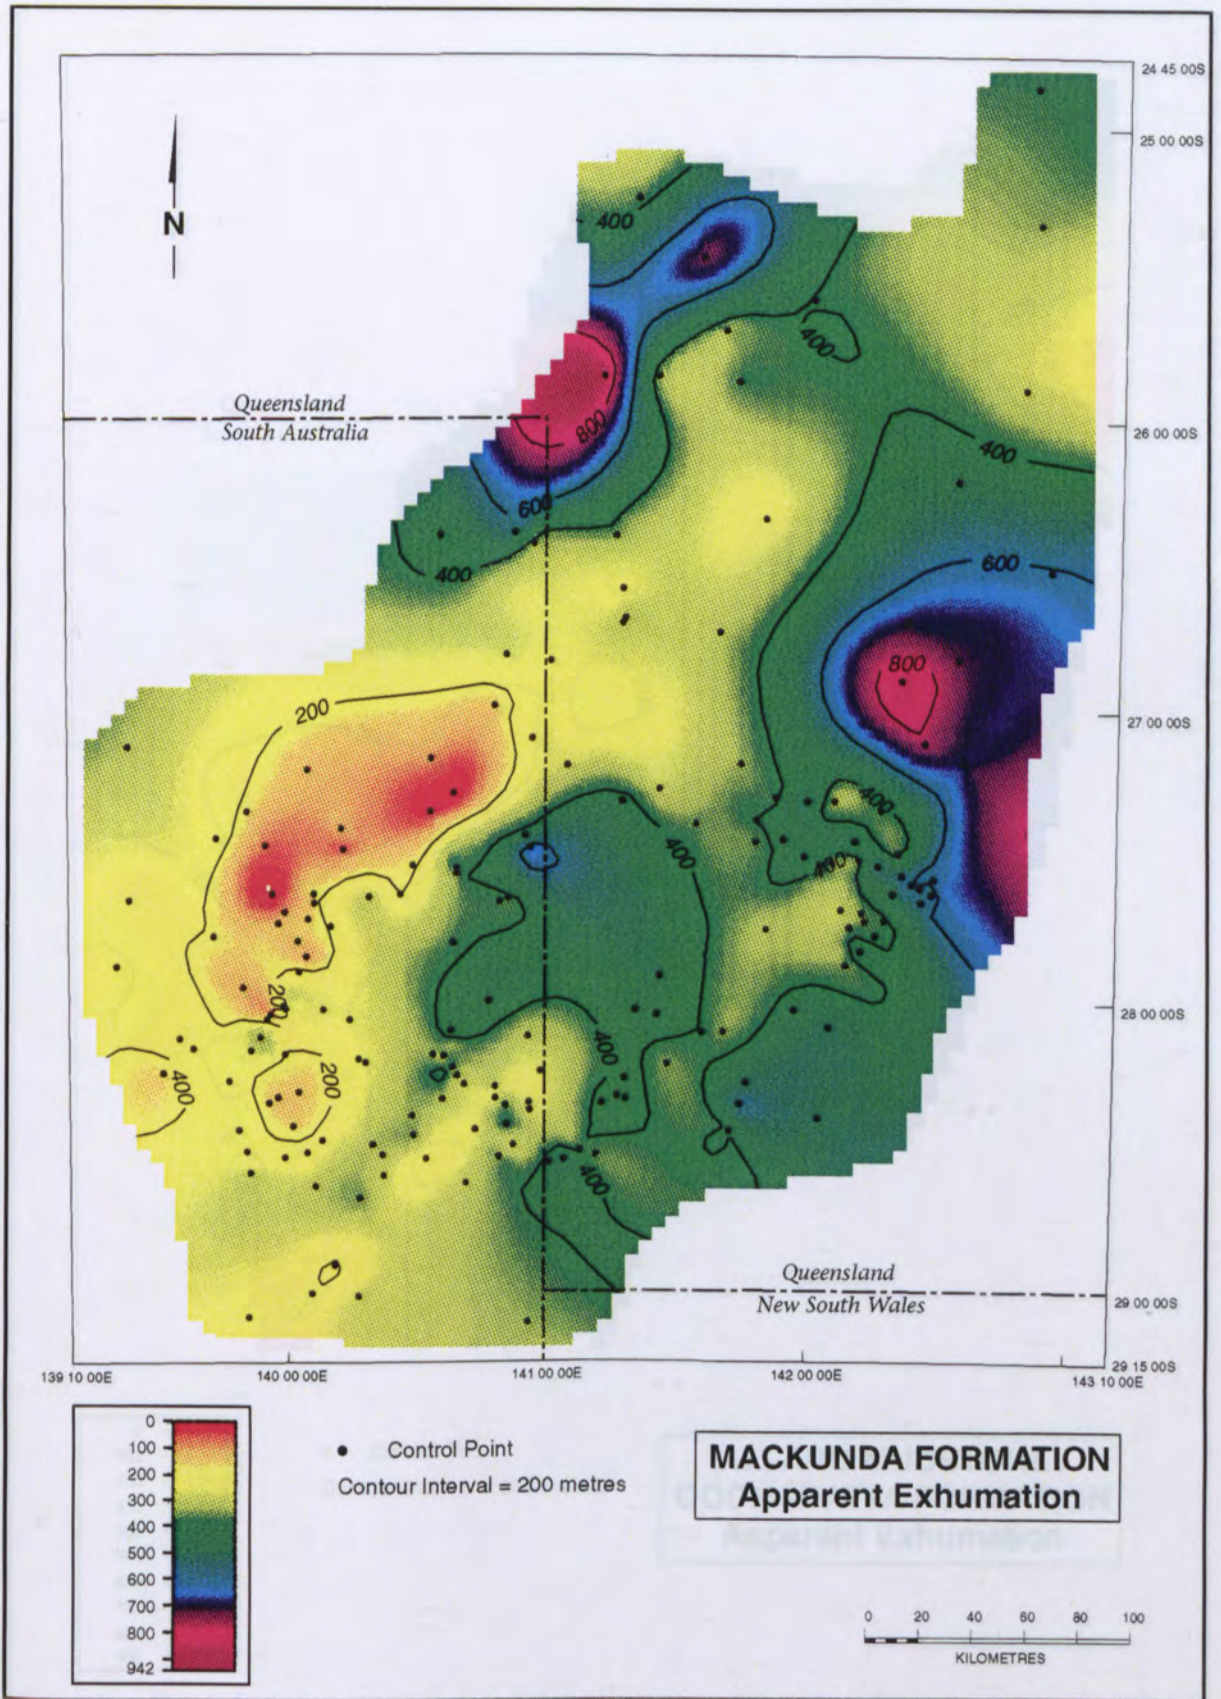 24 45 00S
25 00 00S
N
400
400
Queensland
South Australia
800
400
26 00 00S
600
400
600
800
200
27 00 00S
400
400
400
200
28 00 00S
400
400
200
400
Queensland
New South Wales
29 00 00S
29 15 00S
139 10 00E
140 00 00E
141 00 00E
142 00 00E
143 10 00E
0
100
200
300
400
500
600
700
800
942
Control Point
Contour Interval = 200 metres
MACKUNDA FORMATION
Apparent Exhumation
0 20 40 60 80 100
KILOMETRES